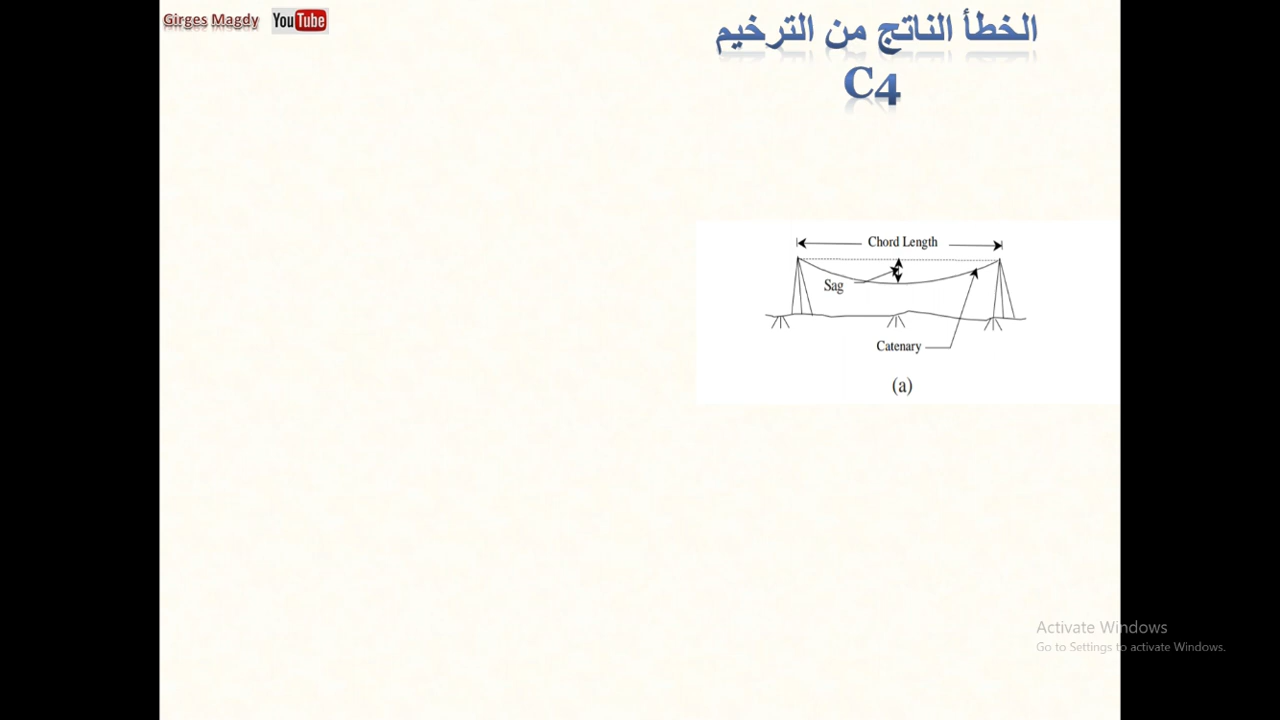 Girges Magdy YouTube
الخطأ الناتج من الترخيم
C4
Chord Length
Sag
Catenary
(a)
Activate Windows
Go to Settings to activate Windows.